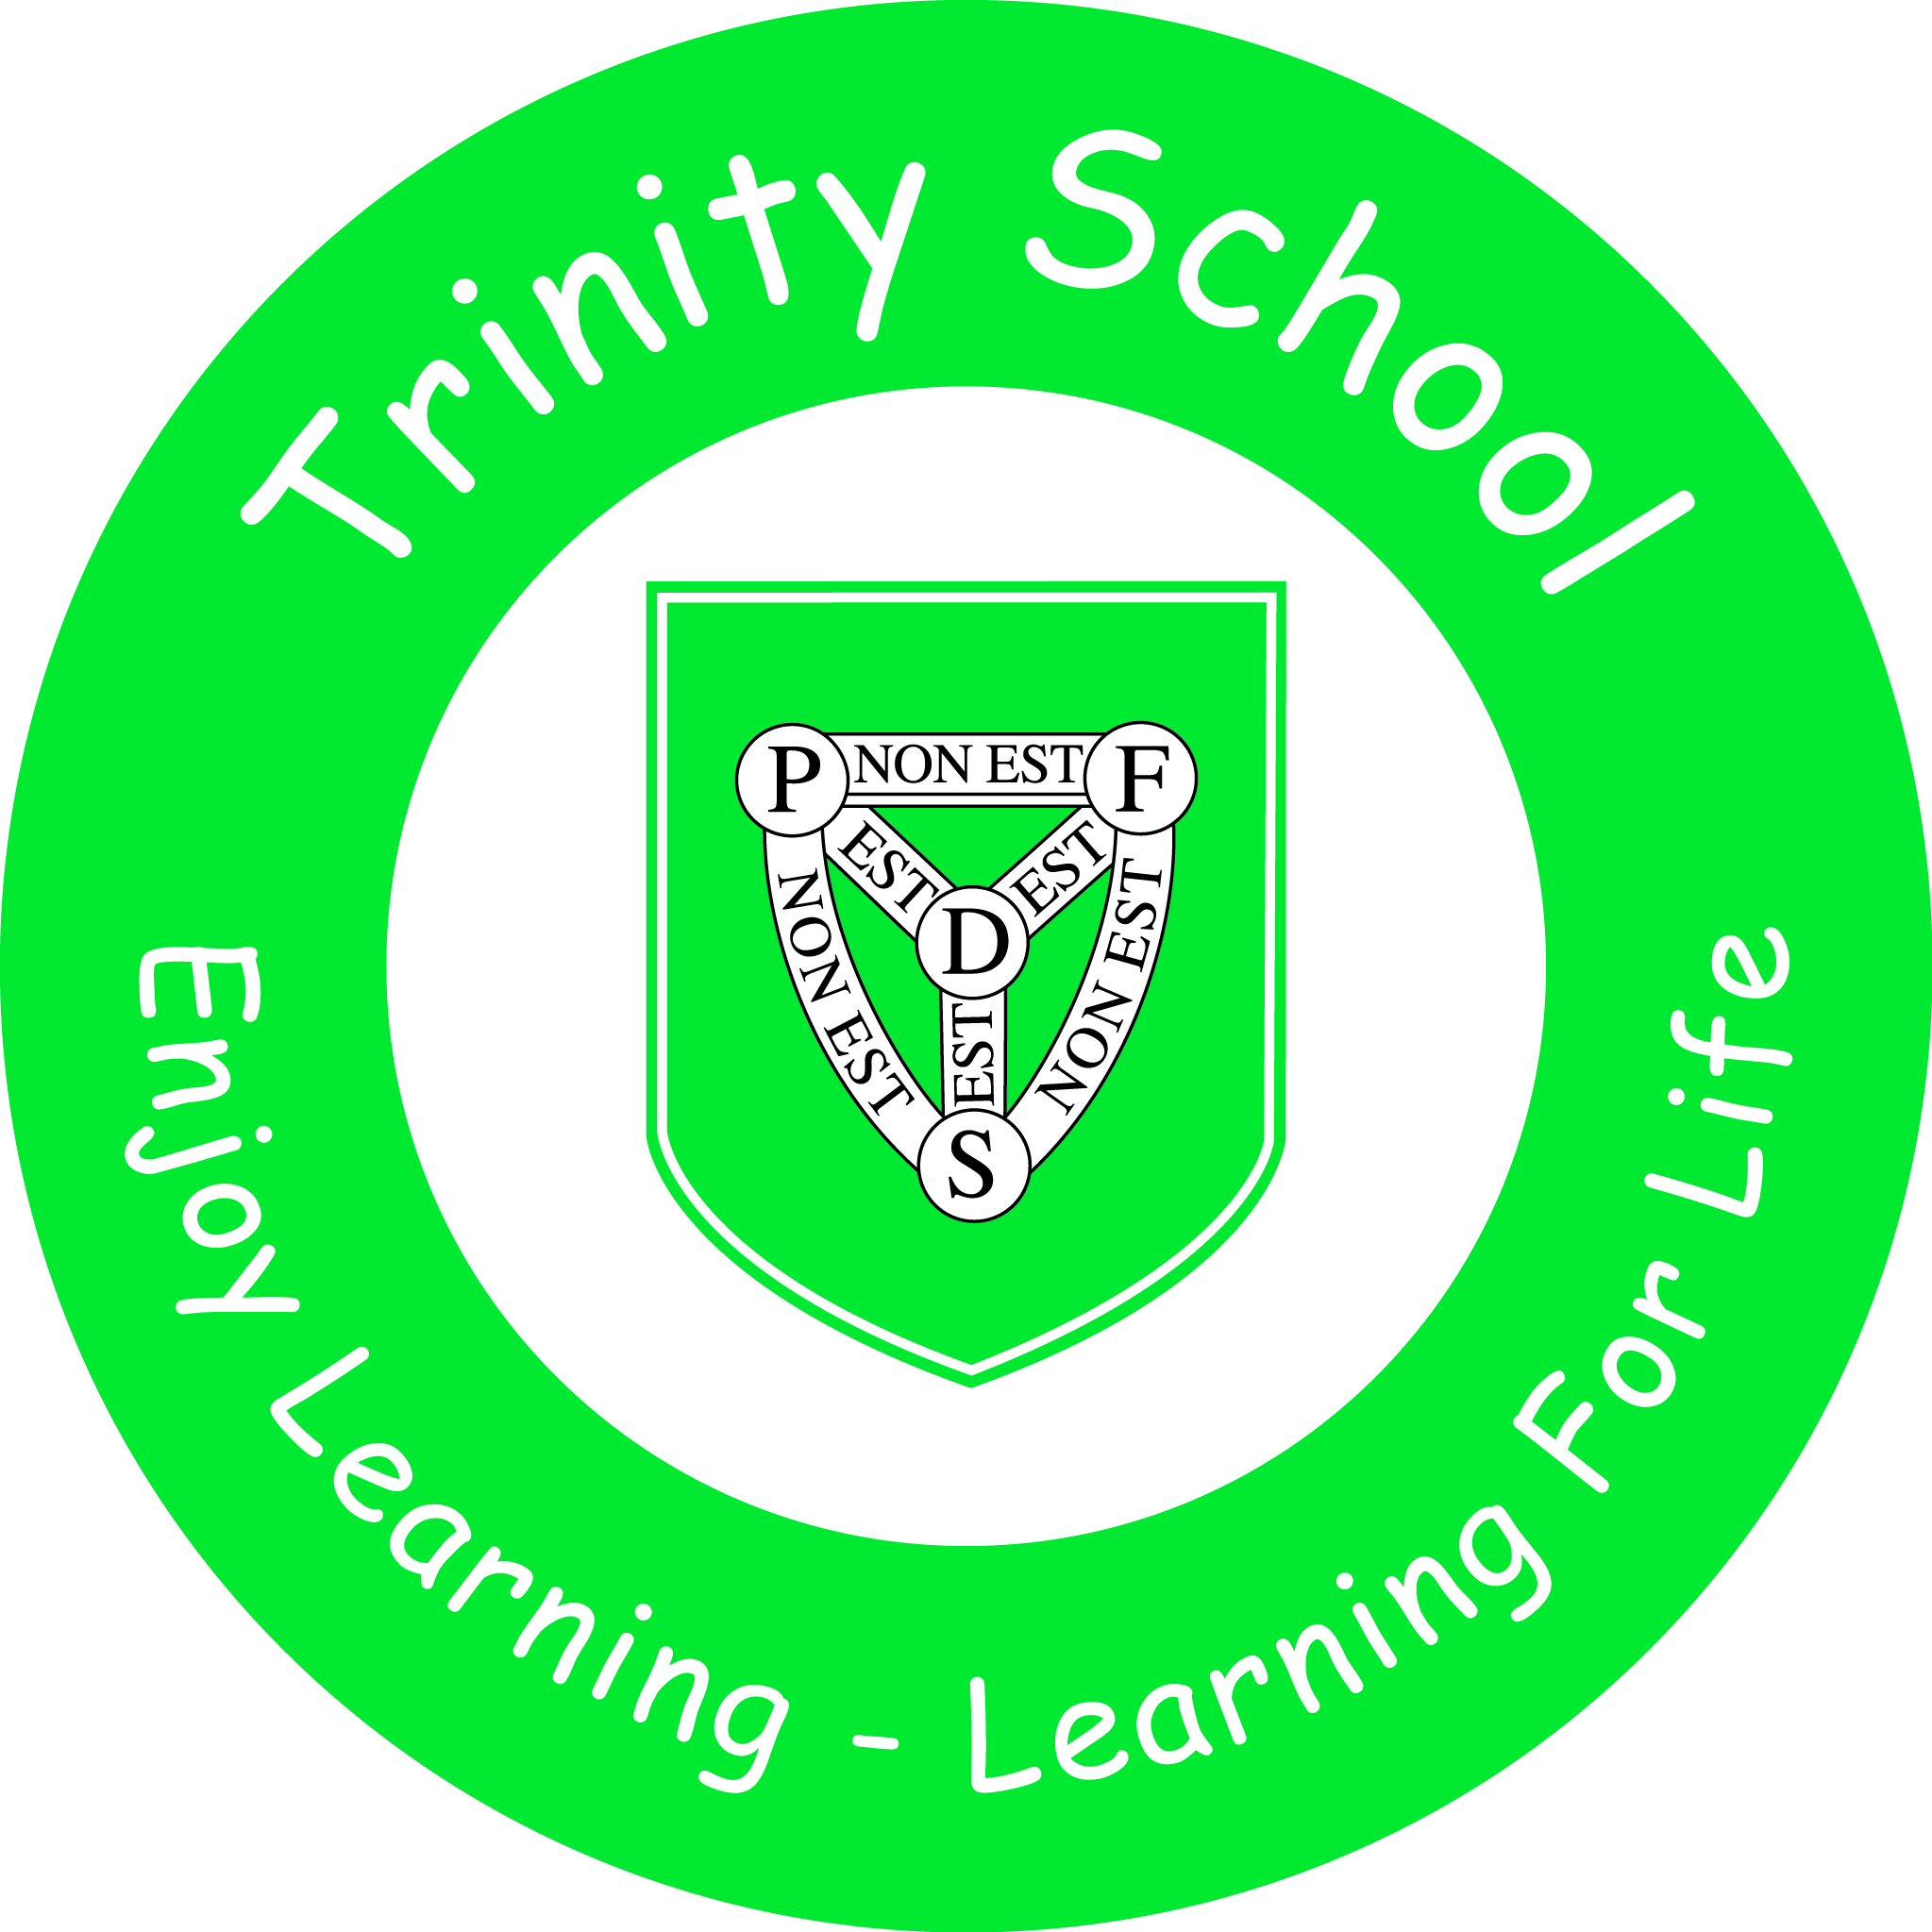 Trinity School
P NON EST F
EST EST
D
NON EST EST NON EST
S
Enjoy Learning - Learning For Life